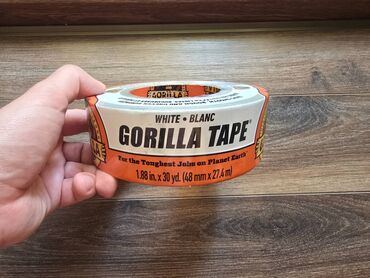 GORILLA
WHITE • BLANC
GORILLA TAPE®
For the Toughest Jobs on Planet Earth®
1.88 in. x 30 yd. (48 mm x 27.4 m)